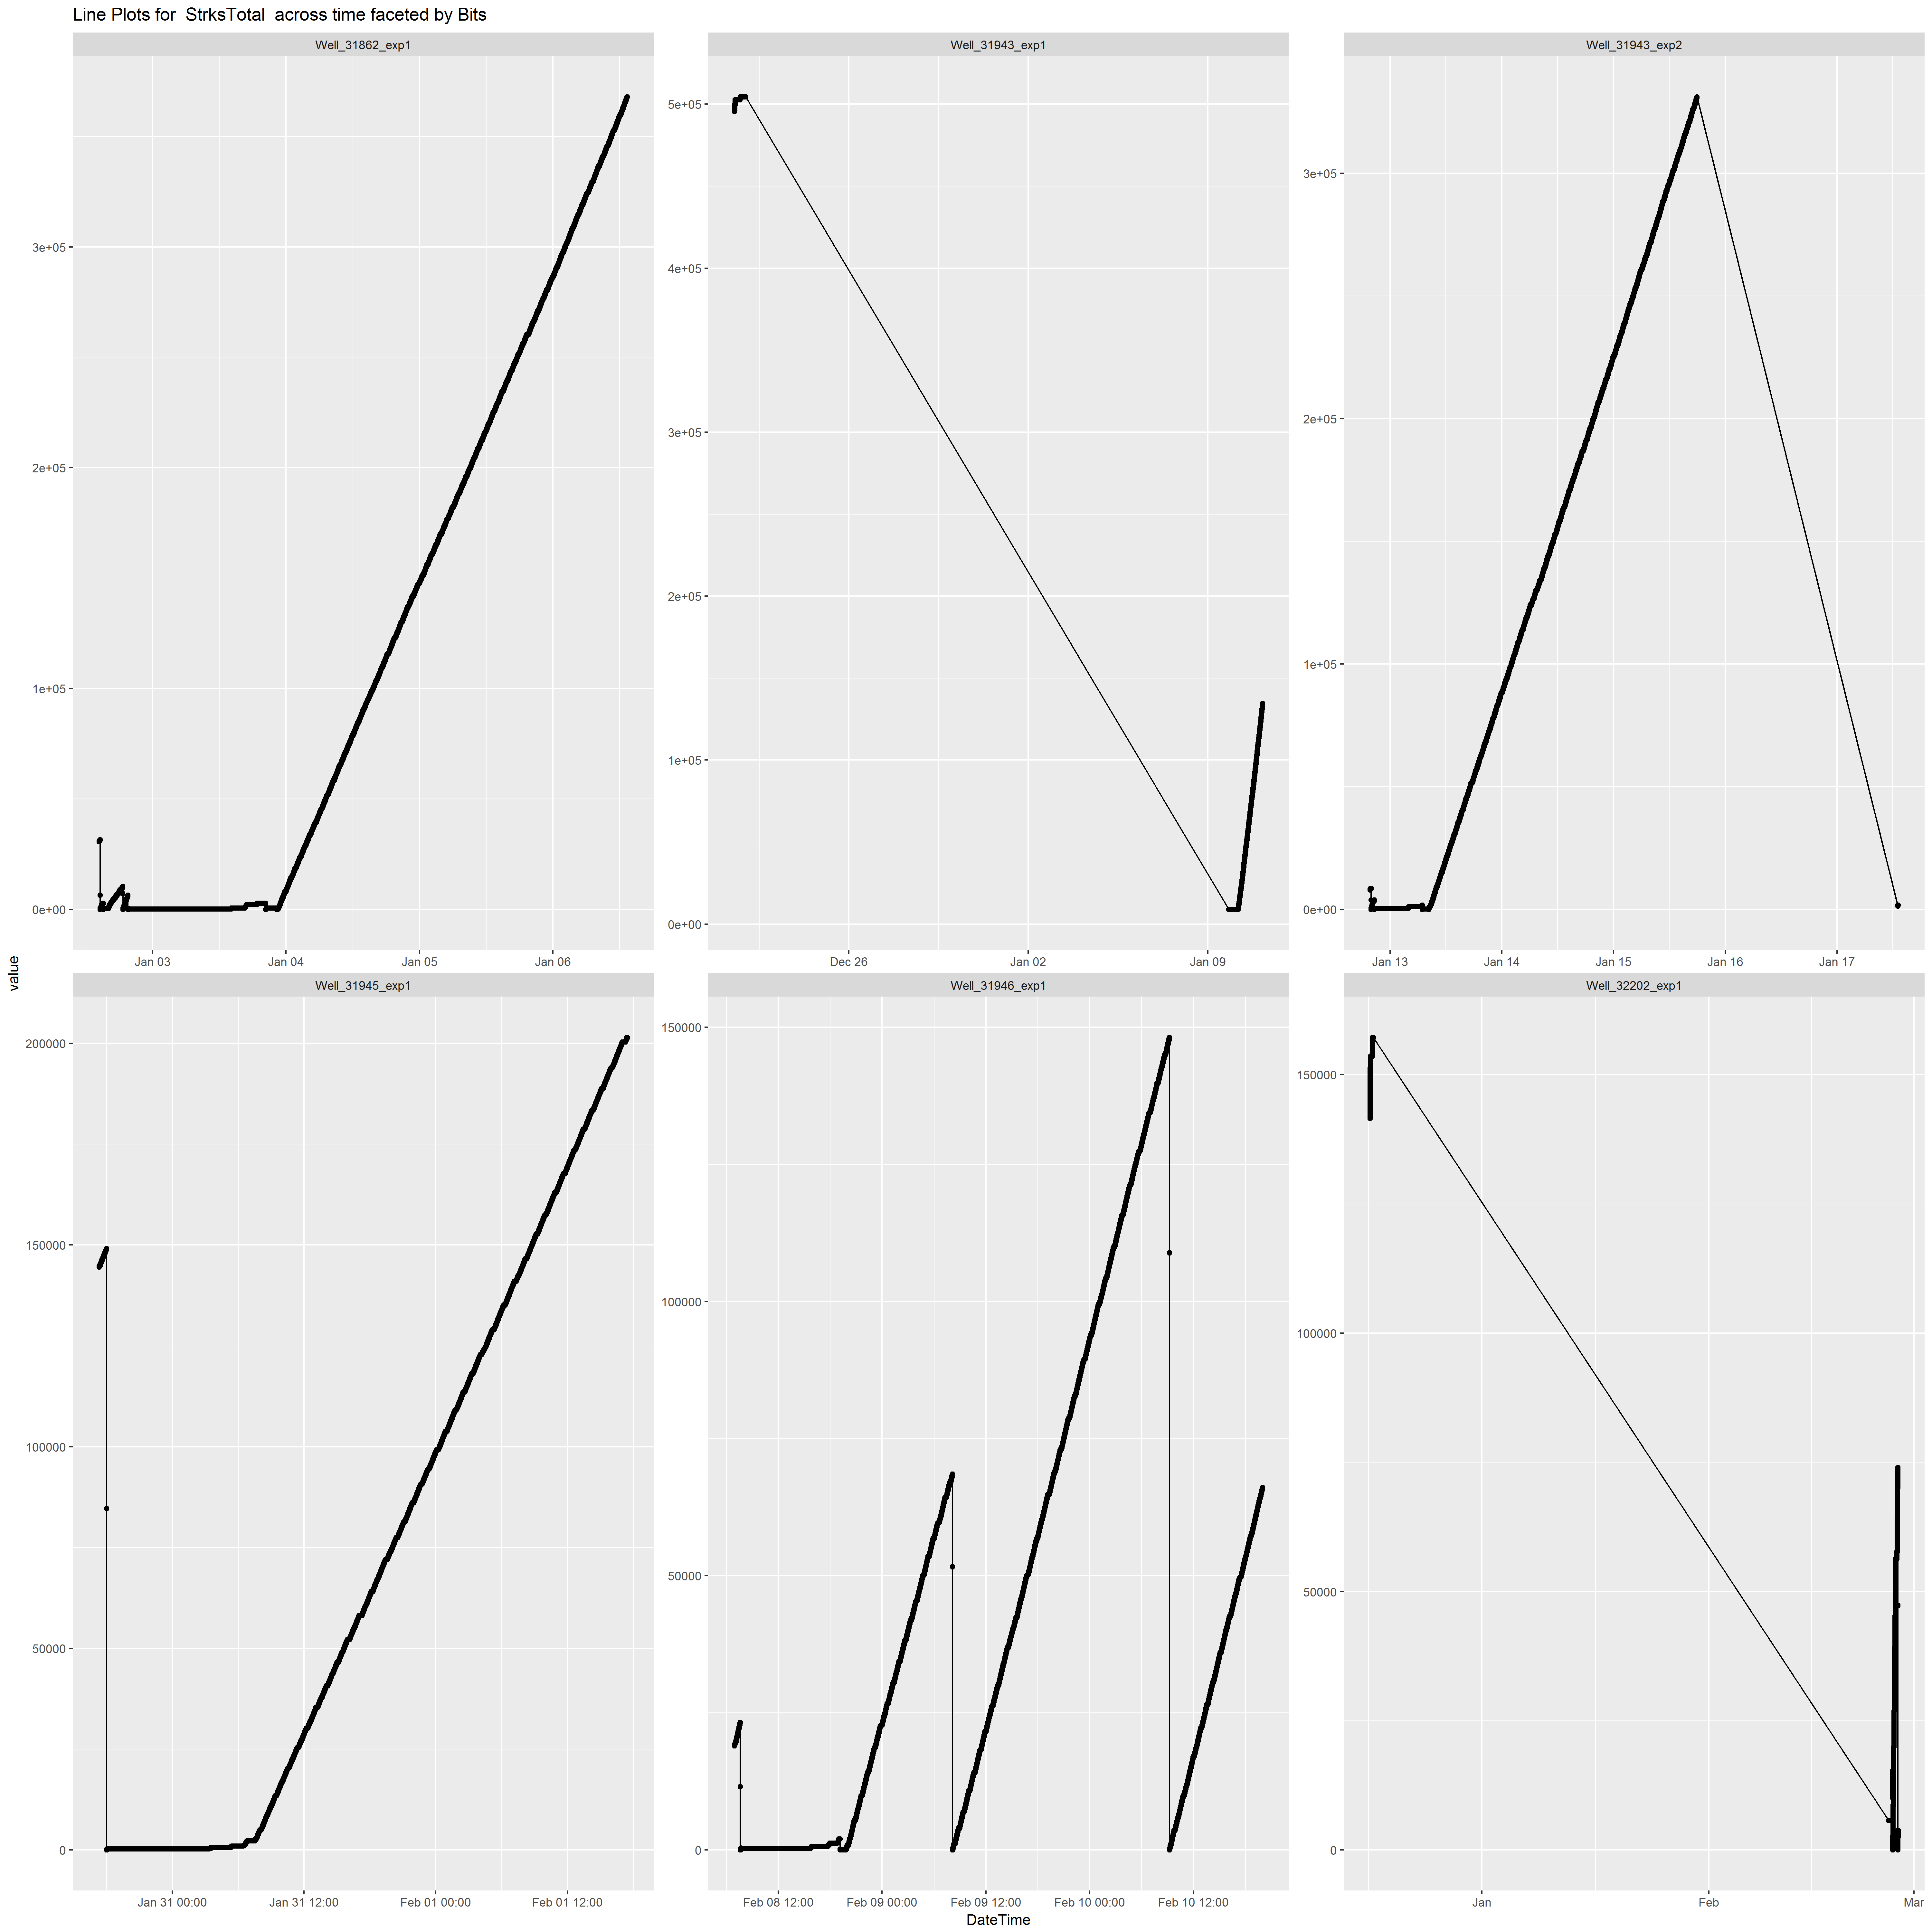 Line Plots for  StrksTotal  across time faceted by Bits
Well_31862_exp1
0e+00
1e+05
2e+05
3e+05
Jan 03
Jan 04
Jan 05
Jan 06
Well_31943_exp1
0e+00
1e+05
2e+05
3e+05
4e+05
5e+05
Dec 26
Jan 02
Jan 09
Well_31943_exp2
0e+00
1e+05
2e+05
3e+05
Jan 13
Jan 14
Jan 15
Jan 16
Jan 17
value
Well_31945_exp1
0
50000
100000
150000
200000
Jan 31 00:00
Jan 31 12:00
Feb 01 00:00
Feb 01 12:00
Well_31946_exp1
0
50000
100000
150000
Feb 08 12:00
Feb 09 00:00
Feb 09 12:00
Feb 10 00:00
Feb 10 12:00
Well_32202_exp1
0
50000
100000
150000
Jan
Feb
Mar
DateTime